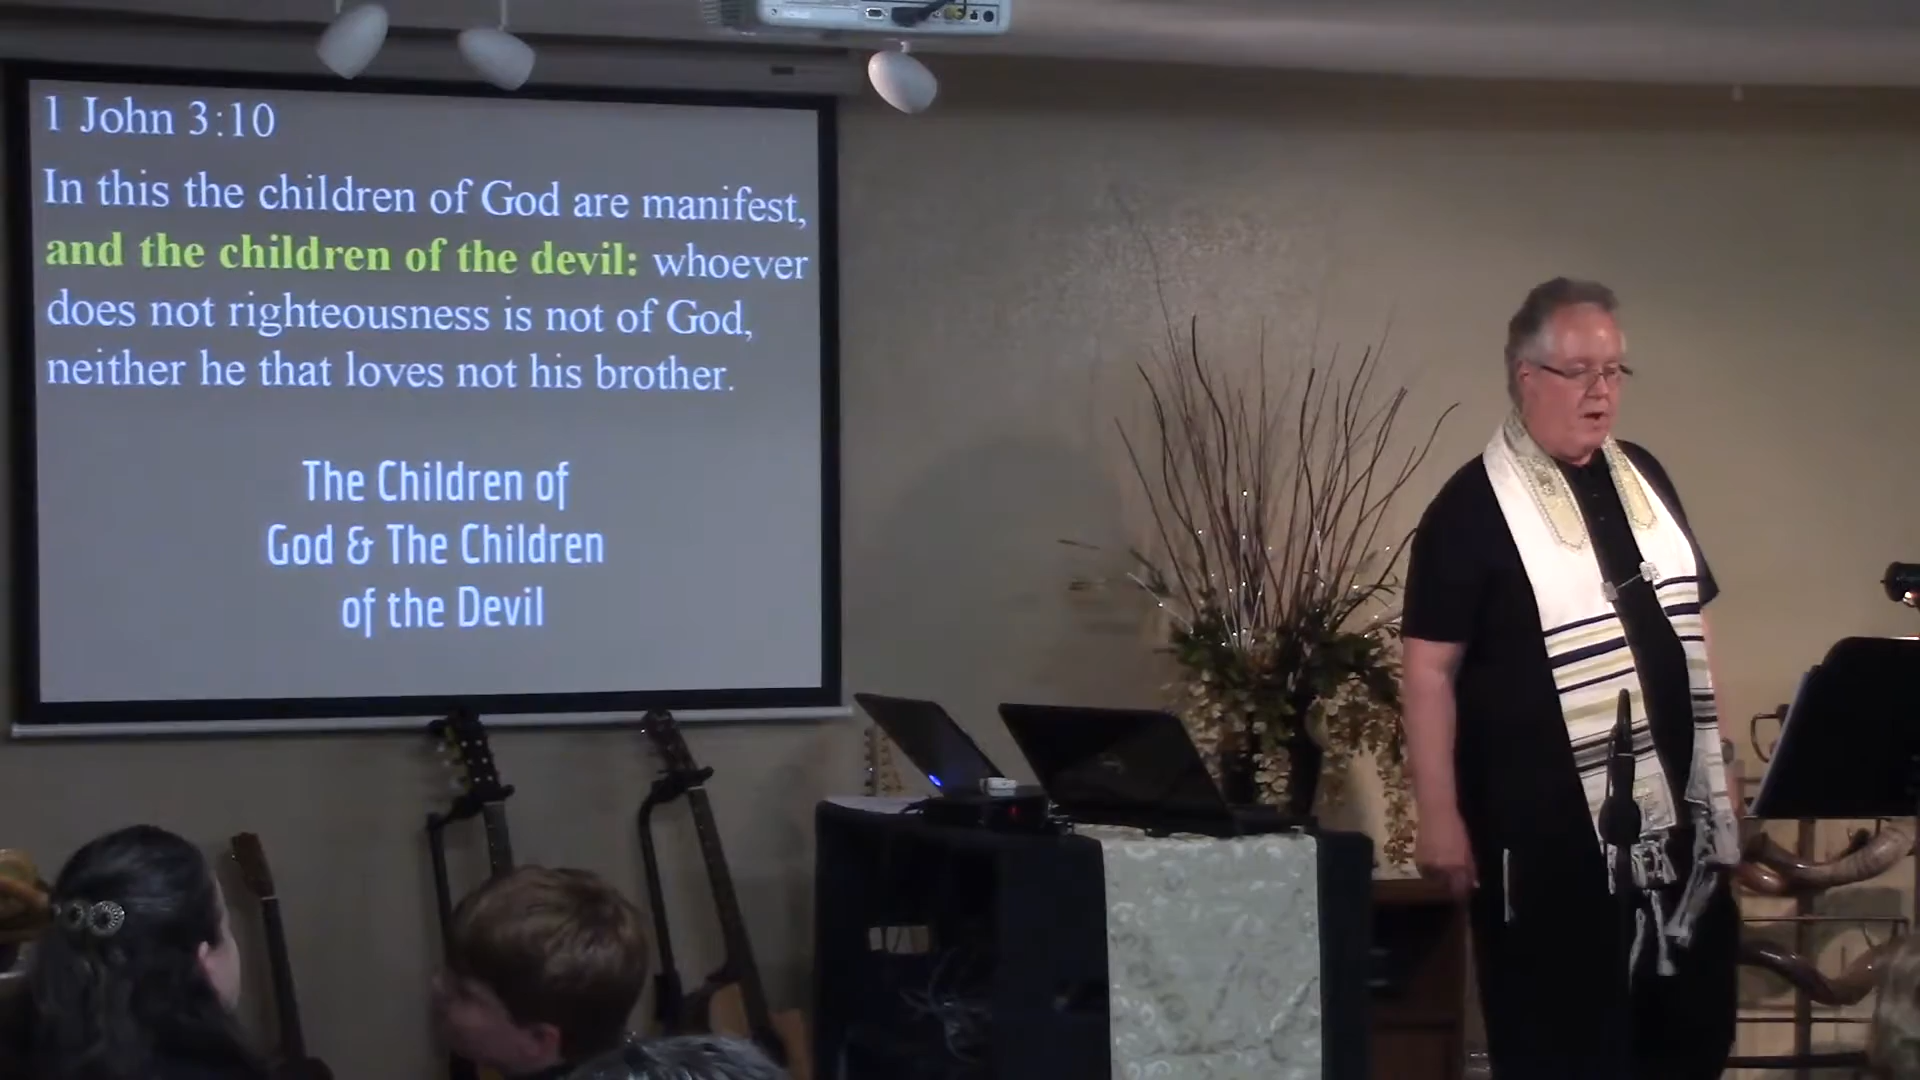 1 John 3:10
In this the children of God are manifest,
and the children of the devil: whoever
does not righteousness is not of God,
neither he that loves not his brother.
The Children of
God & The Children
of the Devil